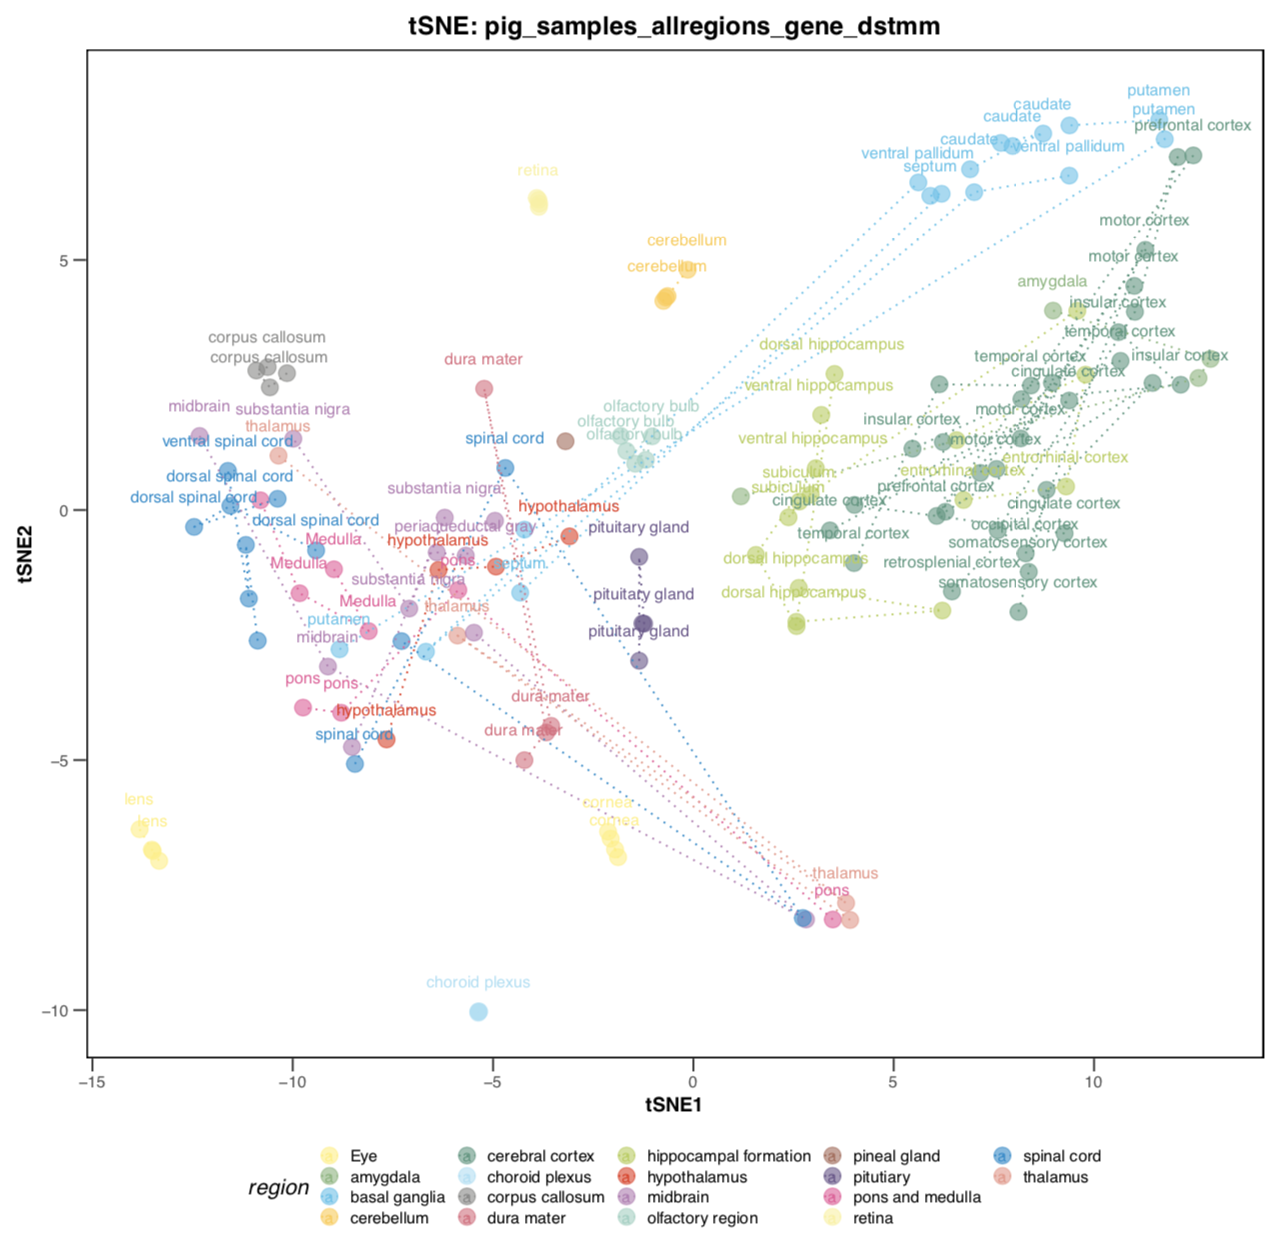 tSNE: pig_samples_allregions_gene_dstmm
putamen
caudate
putamen
caudate
prefrontal cortex
caudate
ventral pallidum
ventral pallidum
septum
retina
motor cortex
cerebellum
motor cortex
cerebellum
amygdala
insular cortex
temporal cortex
corpus callosum
dorsal hippocampus
corpus callosum
dura mater
temporal cortex
insular cortex
cingulate cortex
ventral hippocampus
midbrain
substantia nigra
olfactory bulb
motor cortex
thalamus
olfactory bulb
insular cortex
ventral spinal cord
spinal cord
olfactory bulb
ventral hippocampus
motor cortex
entrorhinal cortex
dorsal spinal cord
subiculum
entrorhinal cortex
substantia nigra
subiculum
prefrontal cortex
dorsal spinal cord
hypothalamus
cingulate cortex
cingulate cortex
dorsal spinal cord
periaqueductal gray
pituitary gland
temporal cortex
occipital cortex
Medulla
hypothalamus
somatosensory cortex
Medulla
pons
septum
dorsal hippocampus
retrosplenial cortex
substantia nigra
somatosensory cortex
Medulla
thalamus
pituitary gland
dorsal hippocampus
putamen
midbrain
pituitary gland
pons
pons
dura mater
hypothalamus
spinal cord
dura mater
lens
cornea
lens
cornea
thalamus
pons
choroid plexus
5
0
−5
−10
tSNE2
−15
−10
−5
0
5
10
tSNE1
region
Eye
amygdala
basal ganglia
cerebellum
cerebral cortex
choroid plexus
corpus callosum
dura mater
hippocampal formation
hypothalamus
midbrain
olfactory region
pineal gland
pitutiary
pons and medulla
retina
spinal cord
thalamus